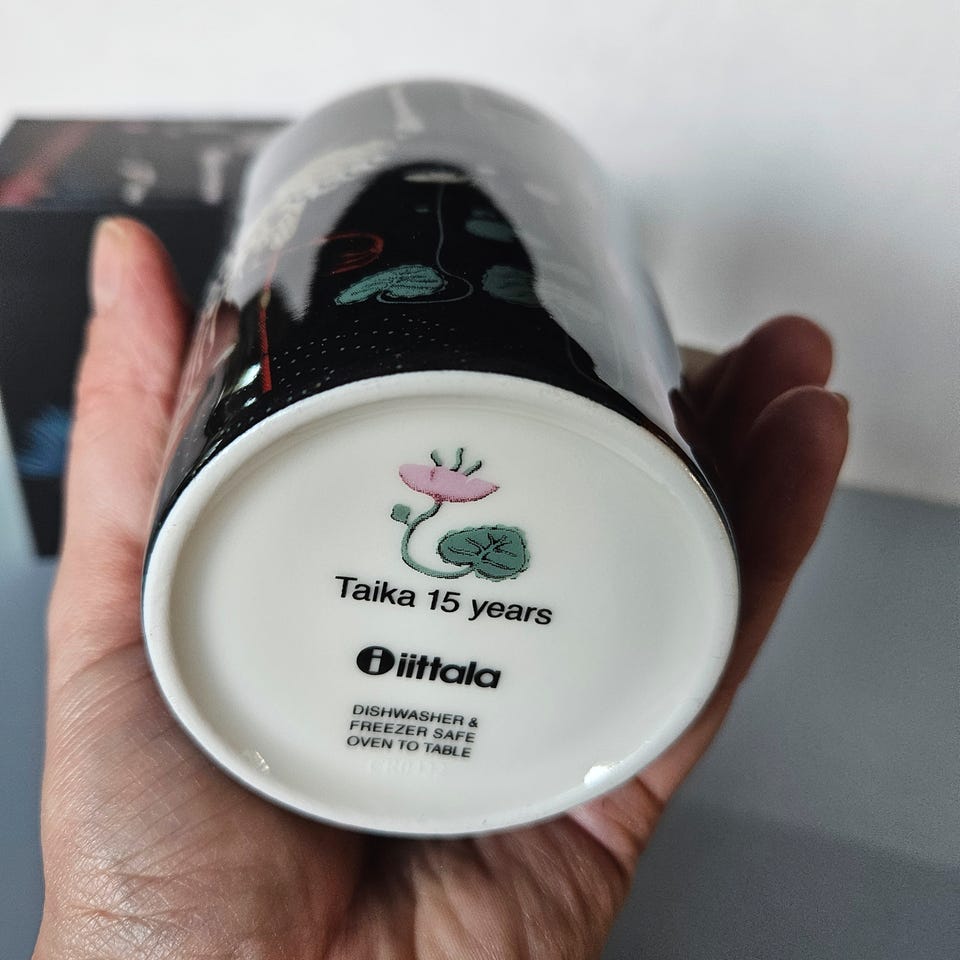 Taika 15 years
iittala
DISHWASHER &
FREEZER SAFE
OVEN TO TABLE